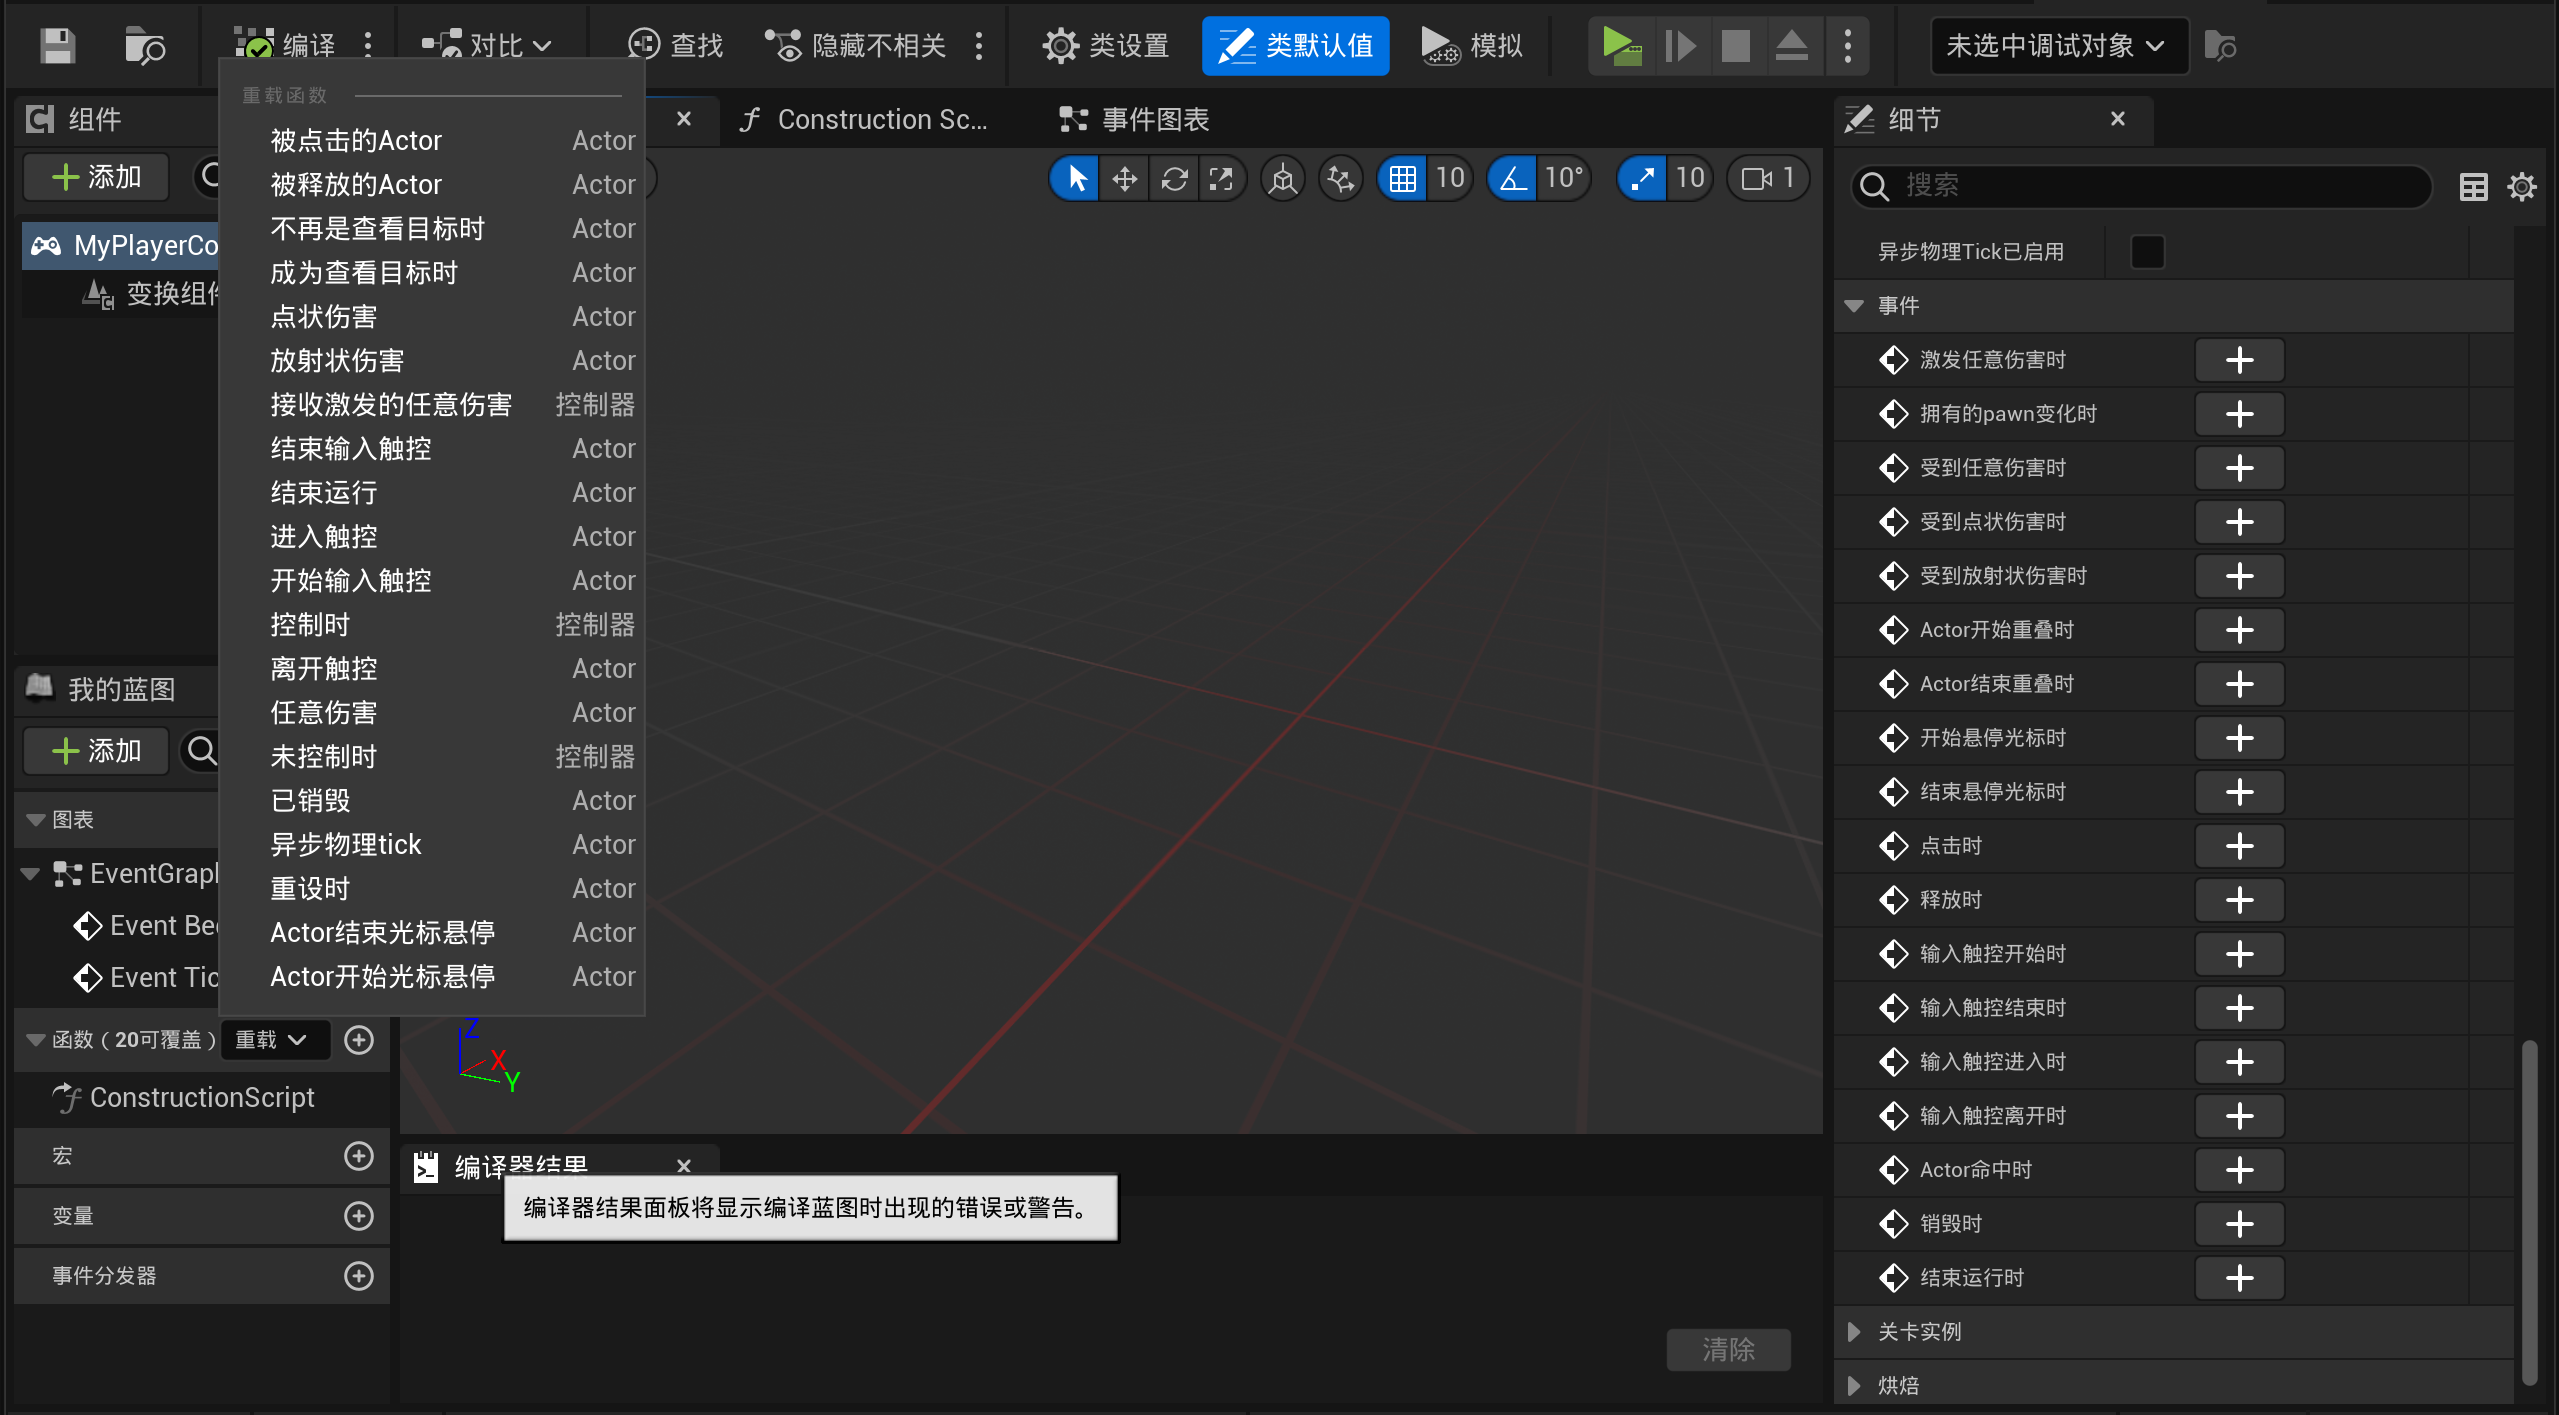 编译
对比
查找
隐藏不相关
类设置
类默认值
模拟
未选中调试对象
组件
添加
MyPlayerCo
变换组件
重载函数
被点击的Actor Actor
被释放的Actor Actor
不再是查看目标时 Actor
成为查看目标时 Actor
点状伤害 Actor
放射状伤害 Actor
接收激发的任意伤害 控制器
结束输入触控 Actor
结束运行 Actor
进入触控 Actor
开始输入触控 Actor
控制时 控制器
离开触控 Actor
任意伤害 Actor
未控制时 控制器
已销毁 Actor
异步物理tick Actor
重设时 Actor
Actor结束光标悬停 Actor
Actor开始光标悬停 Actor
我的蓝图
添加
图表
EventGrap
Event Be
Event Tic
函数（20可覆盖） 重载
ConstructionScript
宏
变量
事件分发器
Construction Sc...
事件图表
10
10°
10
1
Z
X
Y
编译器结果
编译器结果面板将显示编译蓝图时出现的错误或警告。
清除
细节
搜索
异步物理Tick已启用
事件
激发任意伤害时
拥有的pawn变化时
受到任意伤害时
受到点状伤害时
受到放射状伤害时
Actor开始重叠时
Actor结束重叠时
开始悬停光标时
结束悬停光标时
点击时
释放时
输入触控开始时
输入触控结束时
输入触控进入时
输入触控离开时
Actor命中时
销毁时
结束运行时
关卡实例
烘焙